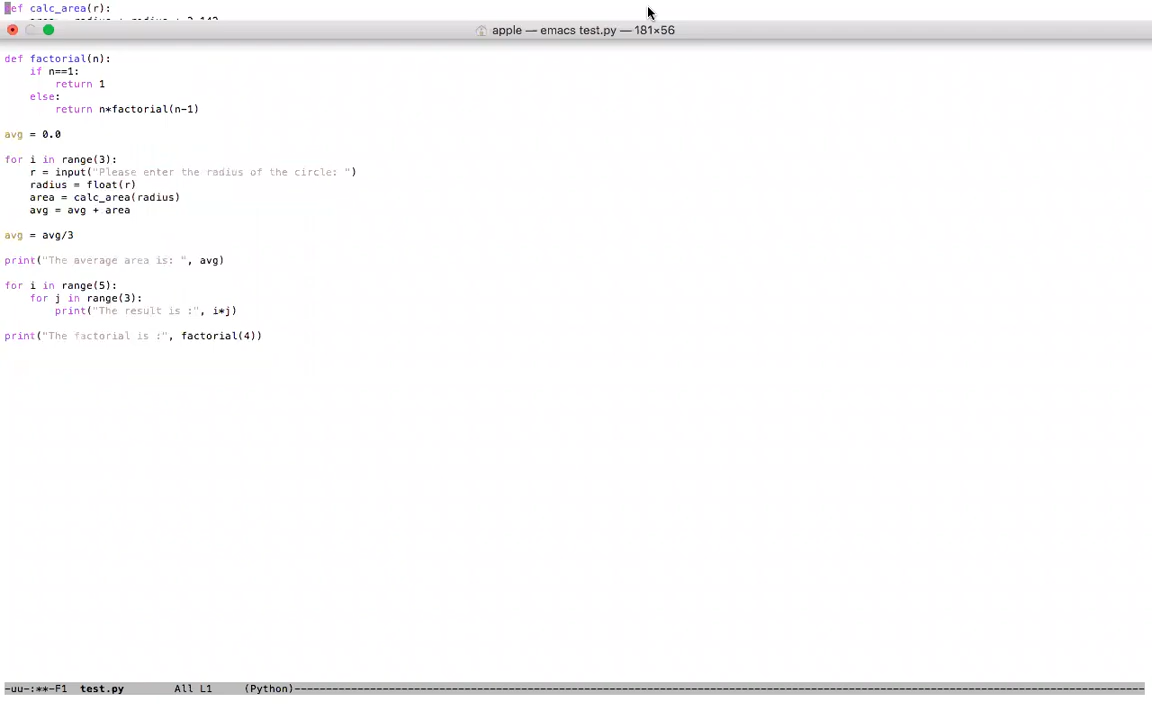 def calc_area(r):
apple — emacs test.py — 181×56
def factorial(n):
if n==1:
return 1
else:
return n*factorial(n-1)
avg = 0.0
for i in range(3):
r = input("Please enter the radius of the circle: ")
radius = float(r)
area = calc_area(radius)
avg = avg + area
avg = avg/3
print("The average area is: ", avg)
for i in range(5):
for j in range(3):
print("The result is :", i*j)
print("The factorial is :", factorial(4))
-uu-:**-F1 test.py All L1 (Python)